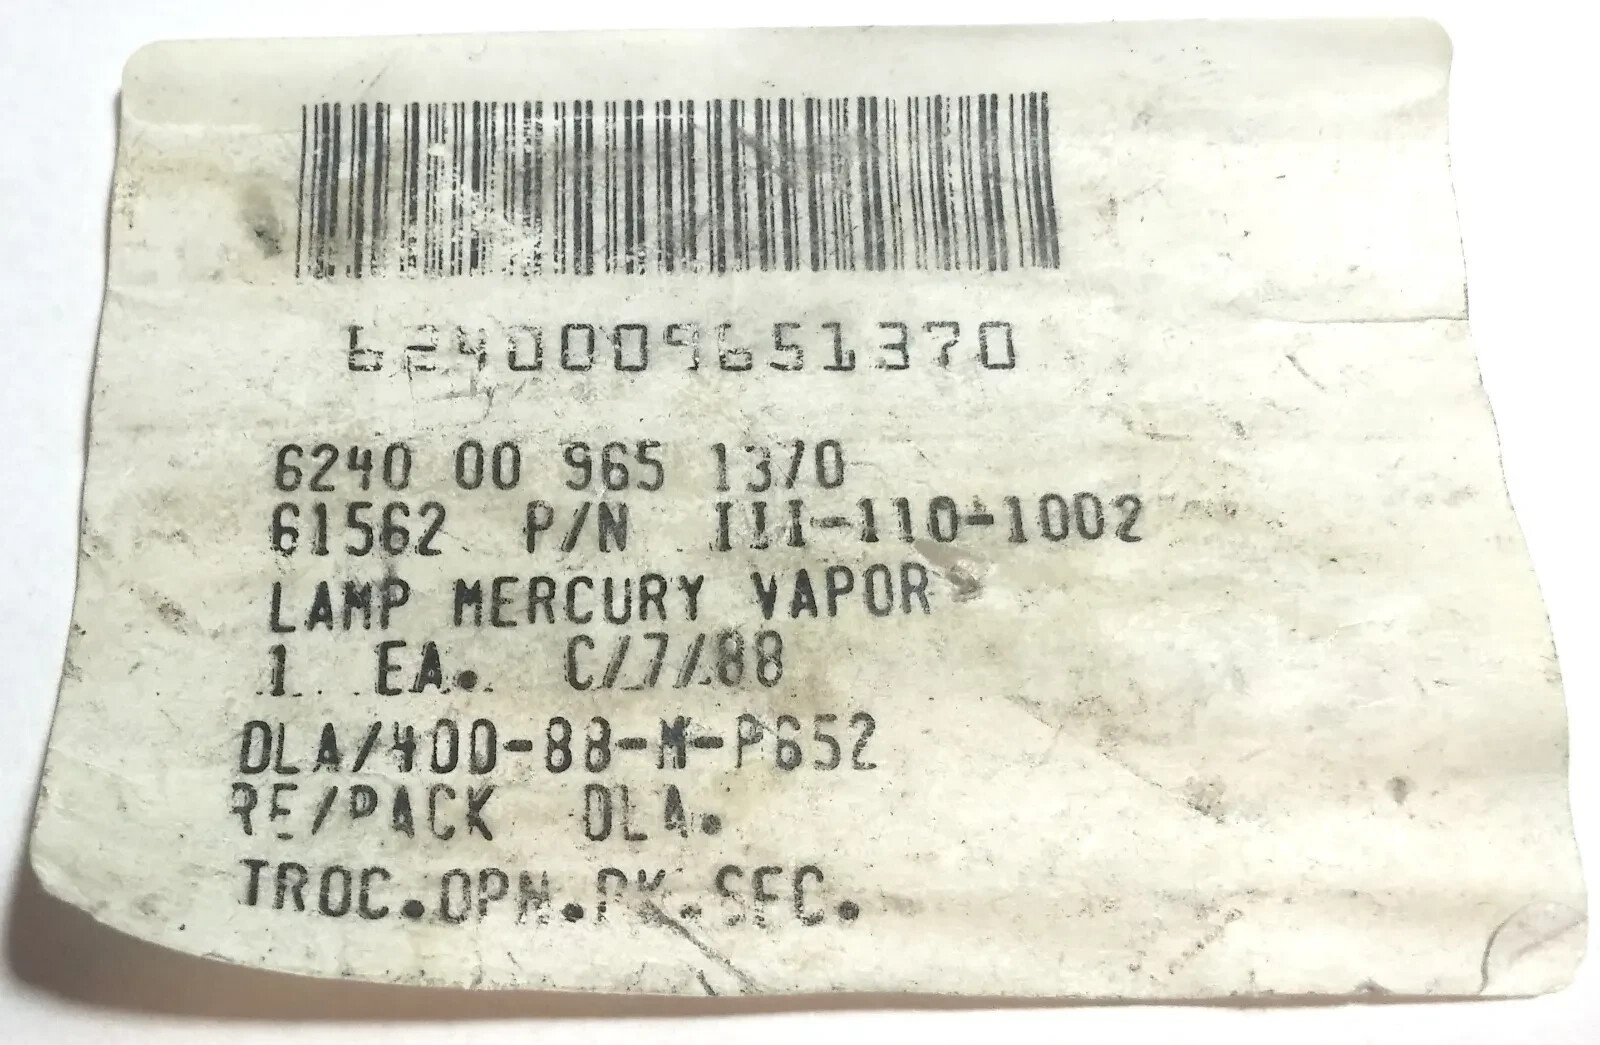 6240009651370
6240 00 965 1370
61562 P/N III-110-1002
LAMP MERCURY VAPOR
1 EA. C/7/88
DLA/400-88-M-P652
RE/PACK DLA.
TROC.OPN.PK.SEC.